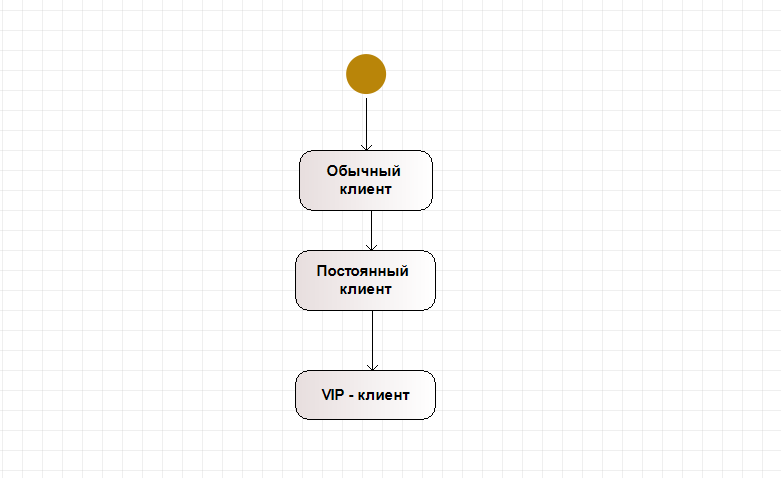 Обычный
клиент
Постоянный
клиент
VIP - клиент